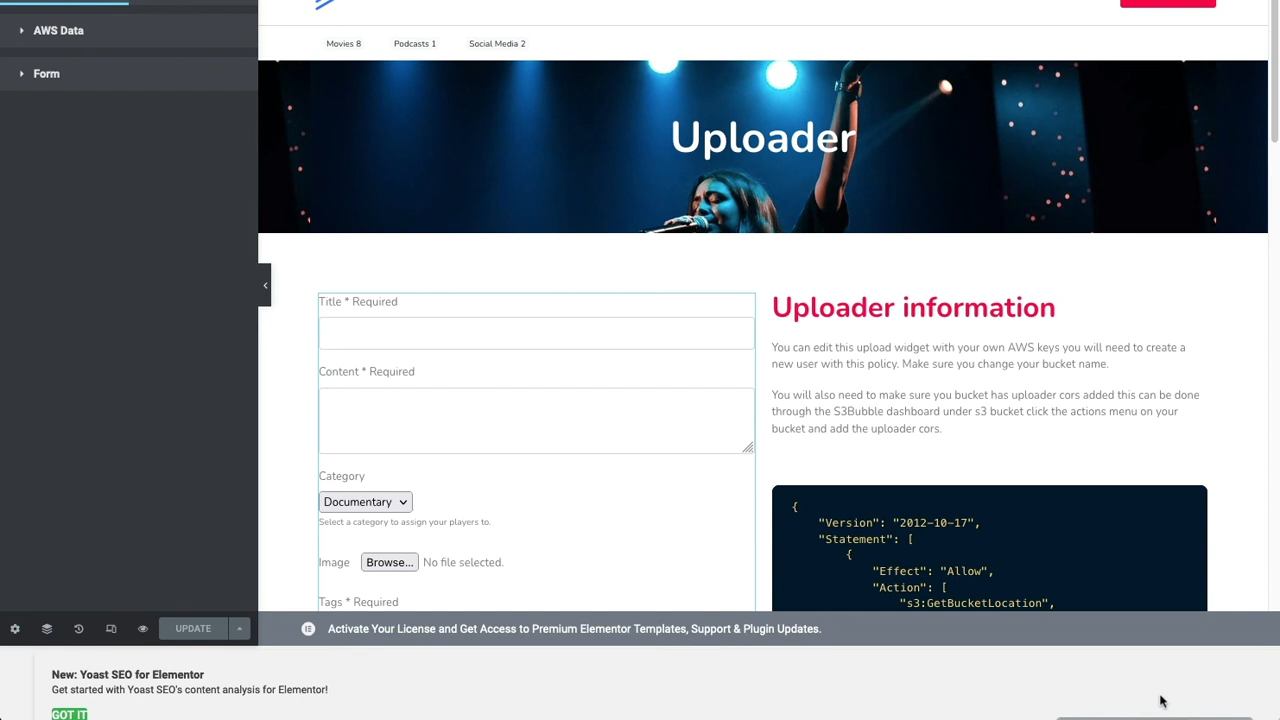 AWS Data
Form
Movies 8
Podcasts 1
Social Media 2
Uploader
Title * Required
Content * Required
Category
Documentary
Select a category to assign your players to.
Image
Browse...
No file selected.
Tags * Required
Uploader information
You can edit this upload widget with your own AWS keys you will need to create a
new user with this policy. Make sure you change your bucket name.
You will also need to make sure you bucket has uploader cors added this can be done
through the S3Bubble dashboard under s3 bucket click the actions menu on your
bucket and add the uploader cors.
{
"Version": "2012-10-17",
"Statement": [
{
"Effect": "Allow",
"Action": [
"s3:GetBucketLocation",
UPDATE
Activate Your License and Get Access to Premium Elementor Templates, Support & Plugin Updates.
New: Yoast SEO for Elementor
Get started with Yoast SEO's content analysis for Elementor!
GOT IT